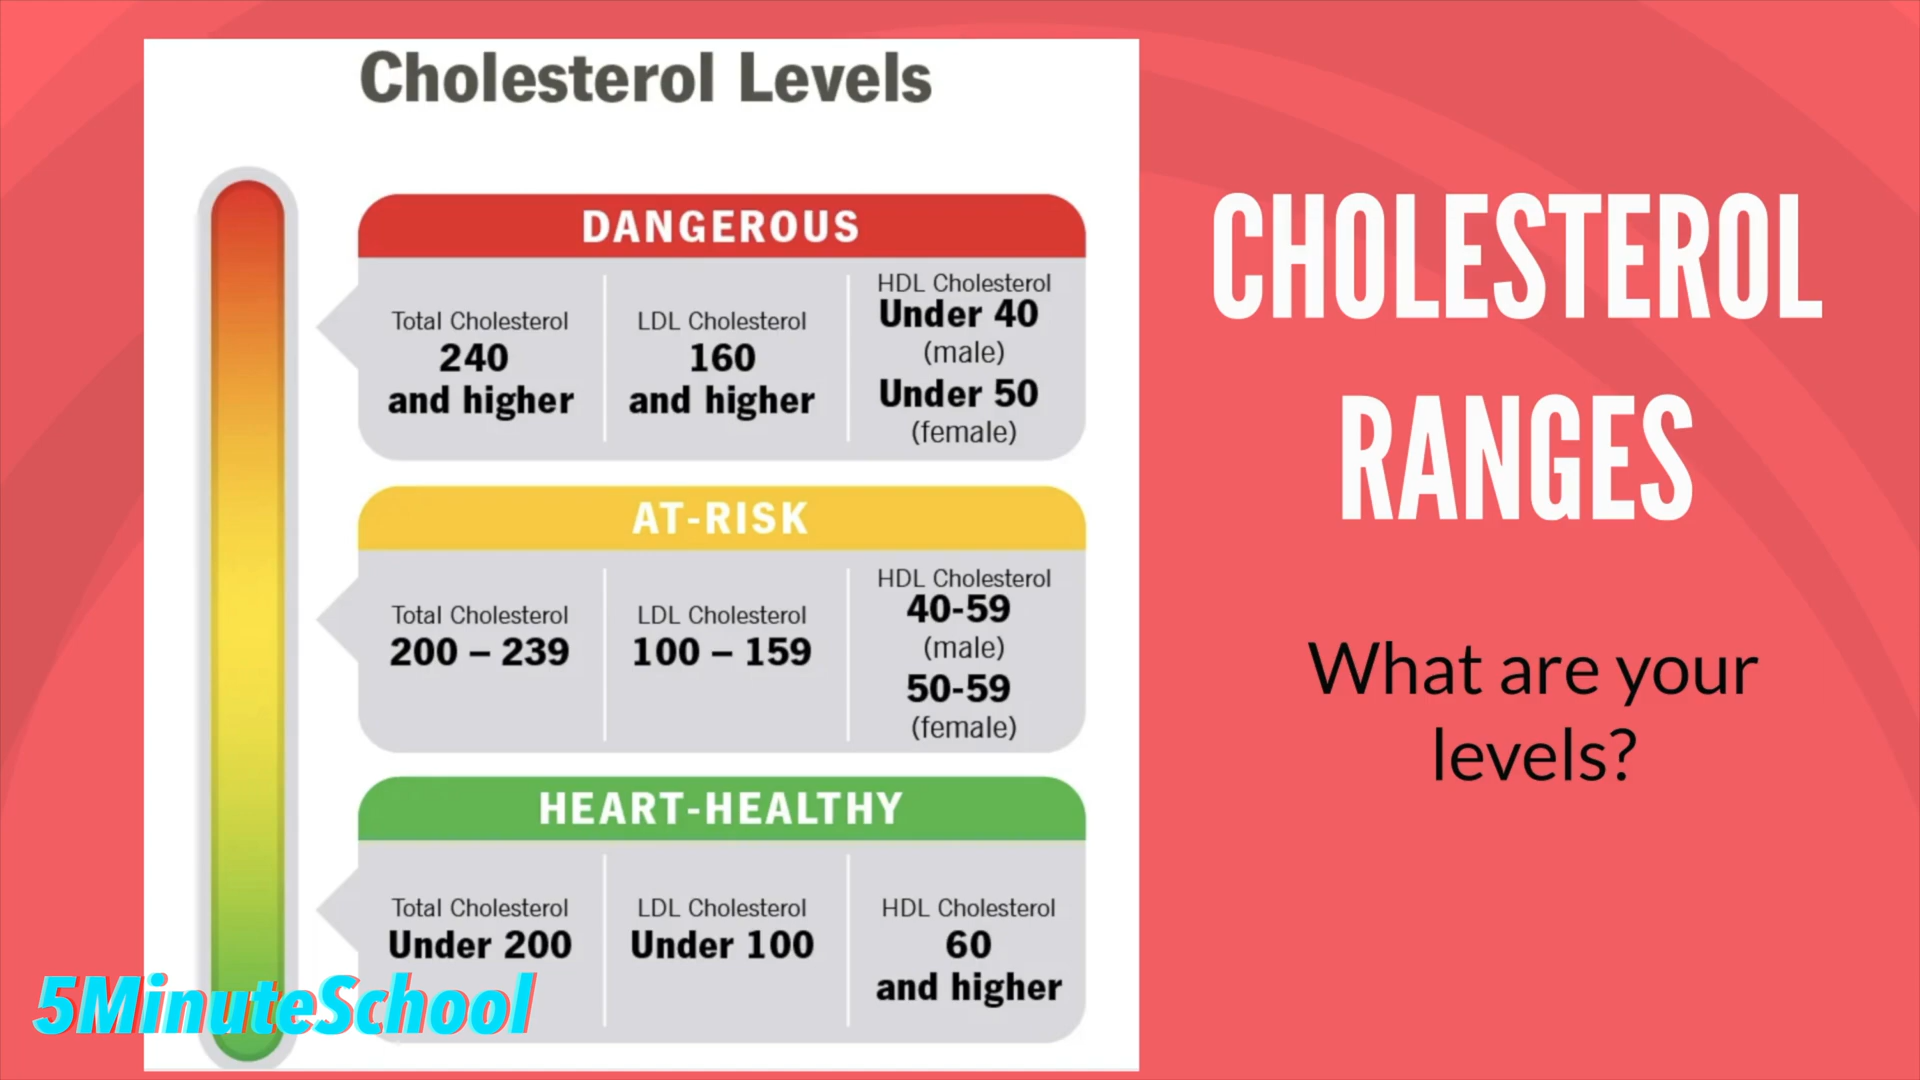 Cholesterol Levels
DANGEROUS
Total Cholesterol
240
and higher
LDL Cholesterol
160
and higher
HDL Cholesterol
Under 40
(male)
Under 50
(female)
AT-RISK
Total Cholesterol
200 – 239
LDL Cholesterol
100 – 159
HDL Cholesterol
40-59
(male)
50-59
(female)
HEART-HEALTHY
Total Cholesterol
Under 200
LDL Cholesterol
Under 100
HDL Cholesterol
60
and higher
5MinuteSchool
CHOLESTEROL
RANGES
What are your
levels?